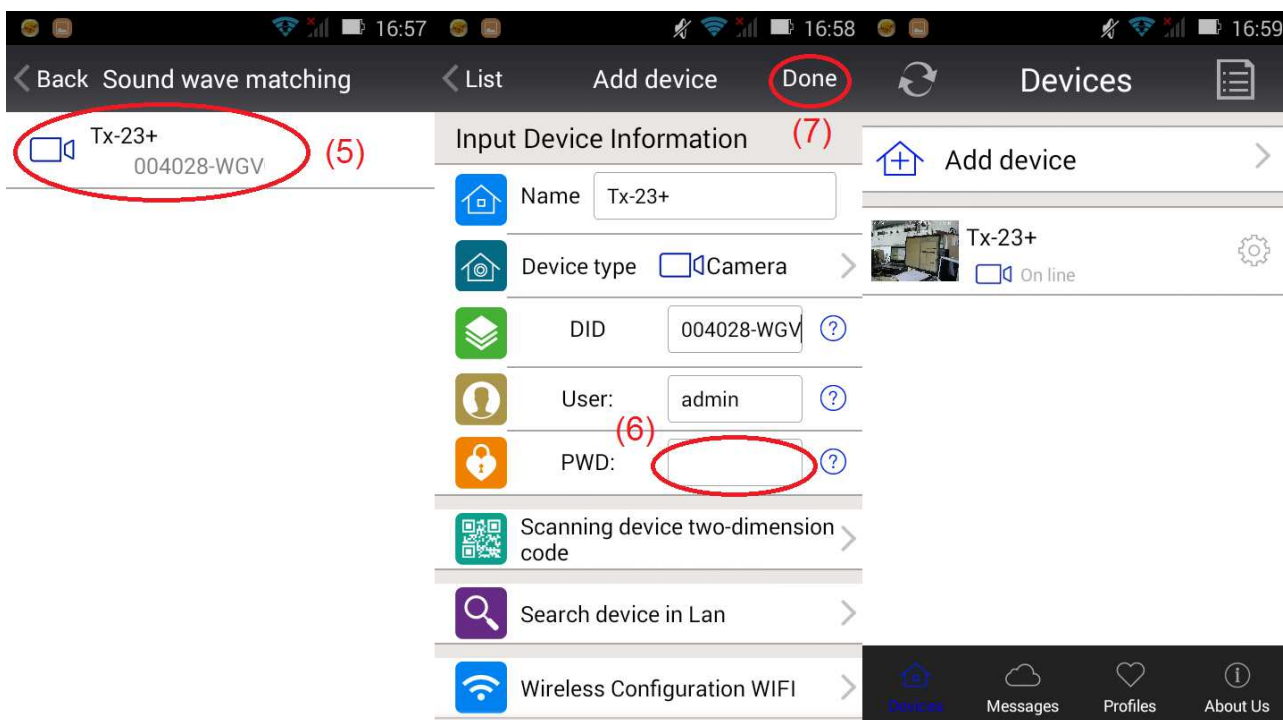 16:57
Back Sound wave matching
Tx-23+
004028-WGV
(5)
16:58
List Add device Done
Input Device Information (7)
Name Tx-23+
Device type Camera
DID 004028-WGV ?
User: admin ?
(6)
PWD: ?
Scanning device two-dimension
code
Search device in Lan
Wireless Configuration WIFI
16:59
Devices
Add device
Tx-23+
On line
Devices Messages Profiles About Us